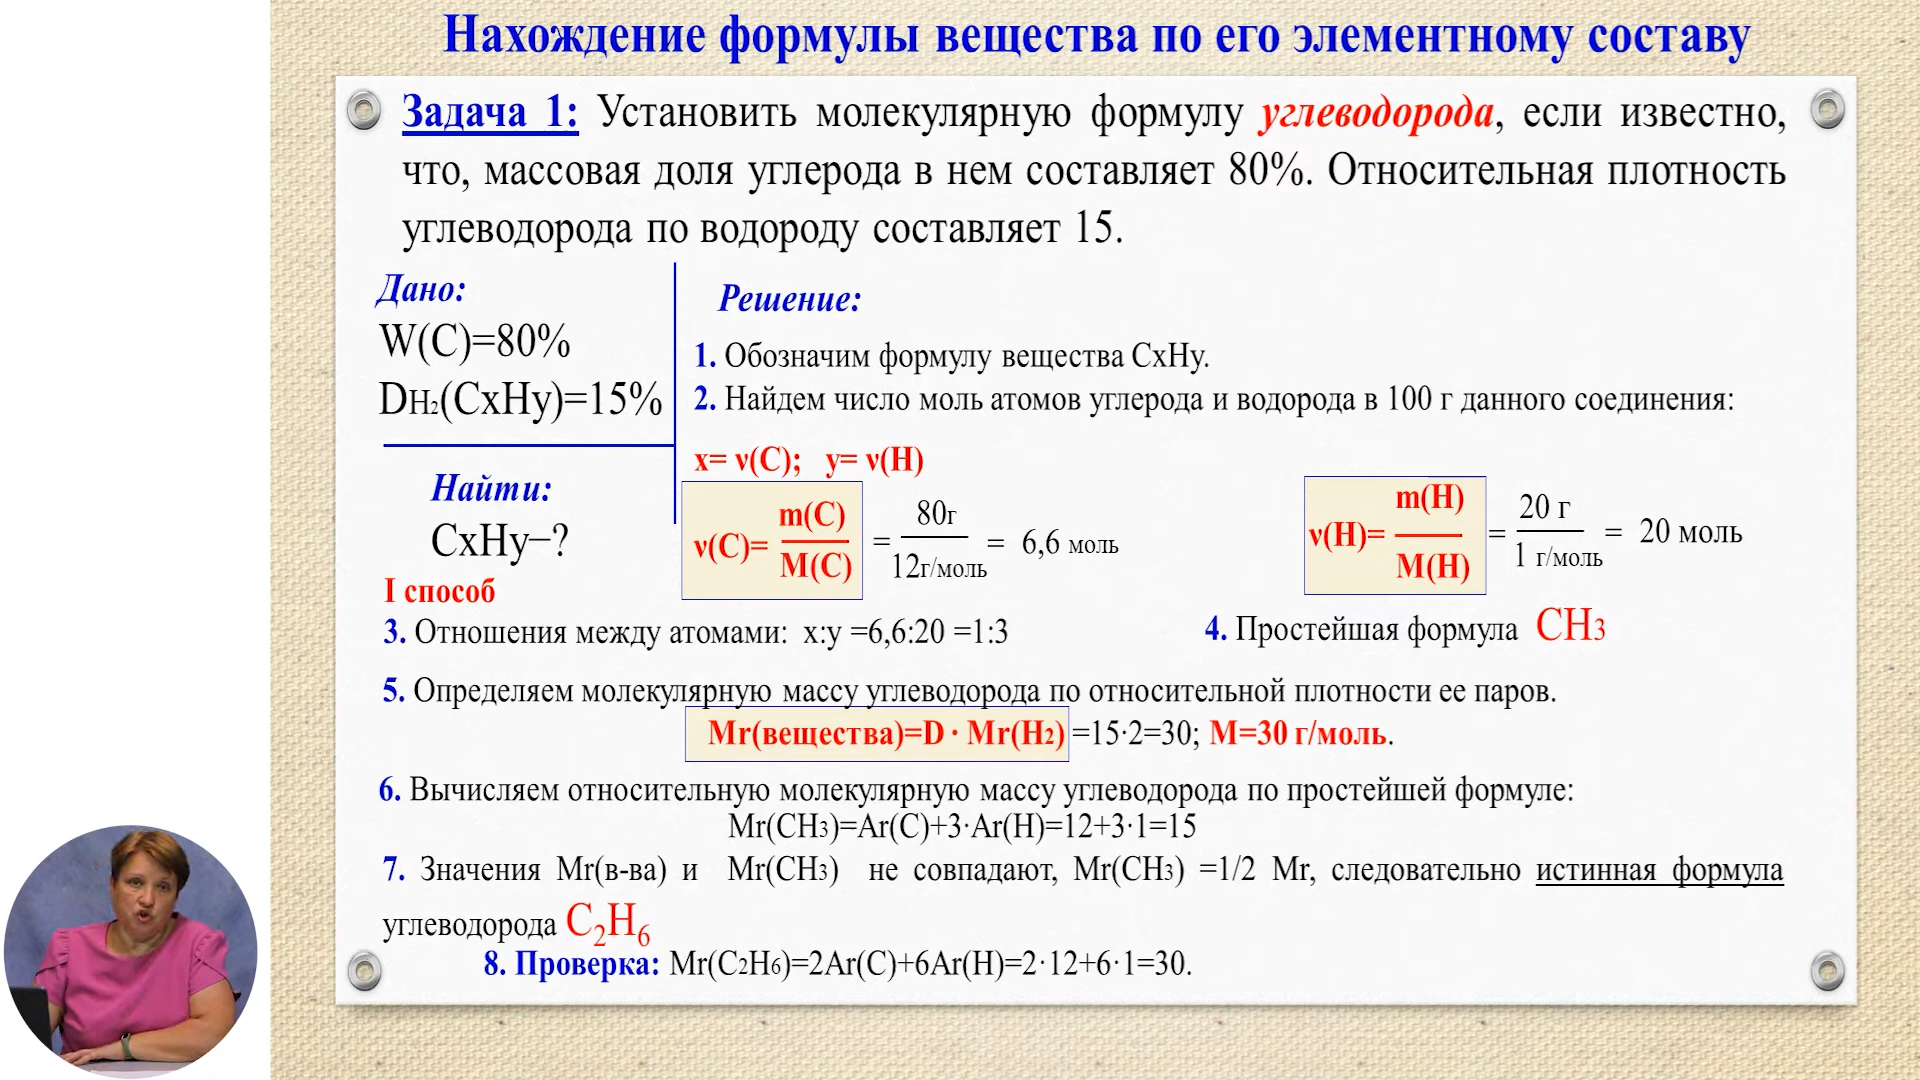 Нахождение формулы вещества по его элементному составу
Задача 1: Установить молекулярную формулу углеводорода, если известно,
что, массовая доля углерода в нем составляет 80%. Относительная плотность
углеводорода по водороду составляет 15.
Дано:
W(C)=80%
DH₂(CxHy)=15%
Найти:
CxHy–?
Решение:
1. Обозначим формулу вещества CxHy.
2. Найдем число моль атомов углерода и водорода в 100 г данного соединения:
x= ν(C); y= ν(H)
ν(C)= m(C) / M(C) = 80г / 12г/моль = 6,6 моль
ν(H)= m(H) / M(H) = 20 г / 1 г/моль = 20 моль
I способ
3. Отношения между атомами: x:y =6,6:20 =1:3
4. Простейшая формула CH3
5. Определяем молекулярную массу углеводорода по относительной плотности ее паров.
Mr(вещества)=D · Mr(H2) =15·2=30; M=30 г/моль.
6. Вычисляем относительную молекулярную массу углеводорода по простейшей формуле:
Mr(CH3)=Ar(C)+3·Ar(H)=12+3·1=15
7. Значения Mr(в-ва) и Mr(CH3) не совпадают, Mr(CH3) =1/2 Mr, следовательно истинная формула
углеводорода C₂H₆
8. Проверка: Mr(C2H6)=2Ar(C)+6Ar(H)=2·12+6·1=30.